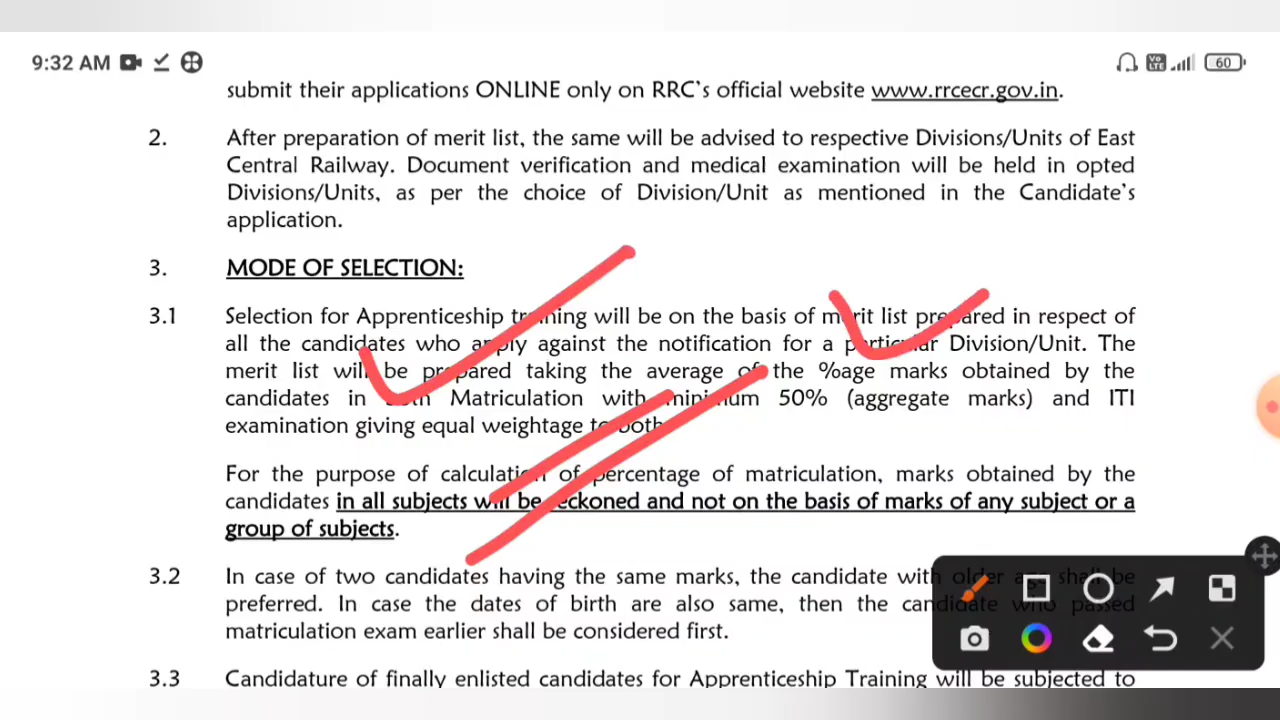 9:32 AM
Vo LTE 60
submit their applications ONLINE only on RRC's official website www.rrcecr.gov.in.
2. After preparation of merit list, the same will be advised to respective Divisions/Units of East
Central Railway. Document verification and medical examination will be held in opted
Divisions/Units, as per the choice of Division/Unit as mentioned in the Candidate's
application.
3. MODE OF SELECTION:
3.1 Selection for Apprenticeship training will be on the basis of merit list prepared in respect of
all the candidates who apply against the notification for a particular Division/Unit. The
merit list will be prepared taking the average of the %age marks obtained by the
candidates in both Matriculation with minimum 50% (aggregate marks) and ITI
examination giving equal weightage to both
For the purpose of calculation of percentage of matriculation, marks obtained by the
candidates in all subjects will be reckoned and not on the basis of marks of any subject or a
group of subjects.
3.2 In case of two candidates having the same marks, the candidate with older age shall be
preferred. In case the dates of birth are also same, then the candidate who passed
matriculation exam earlier shall be considered first.
3.3 Candidature of finally enlisted candidates for Apprenticeship Training will be subjected to